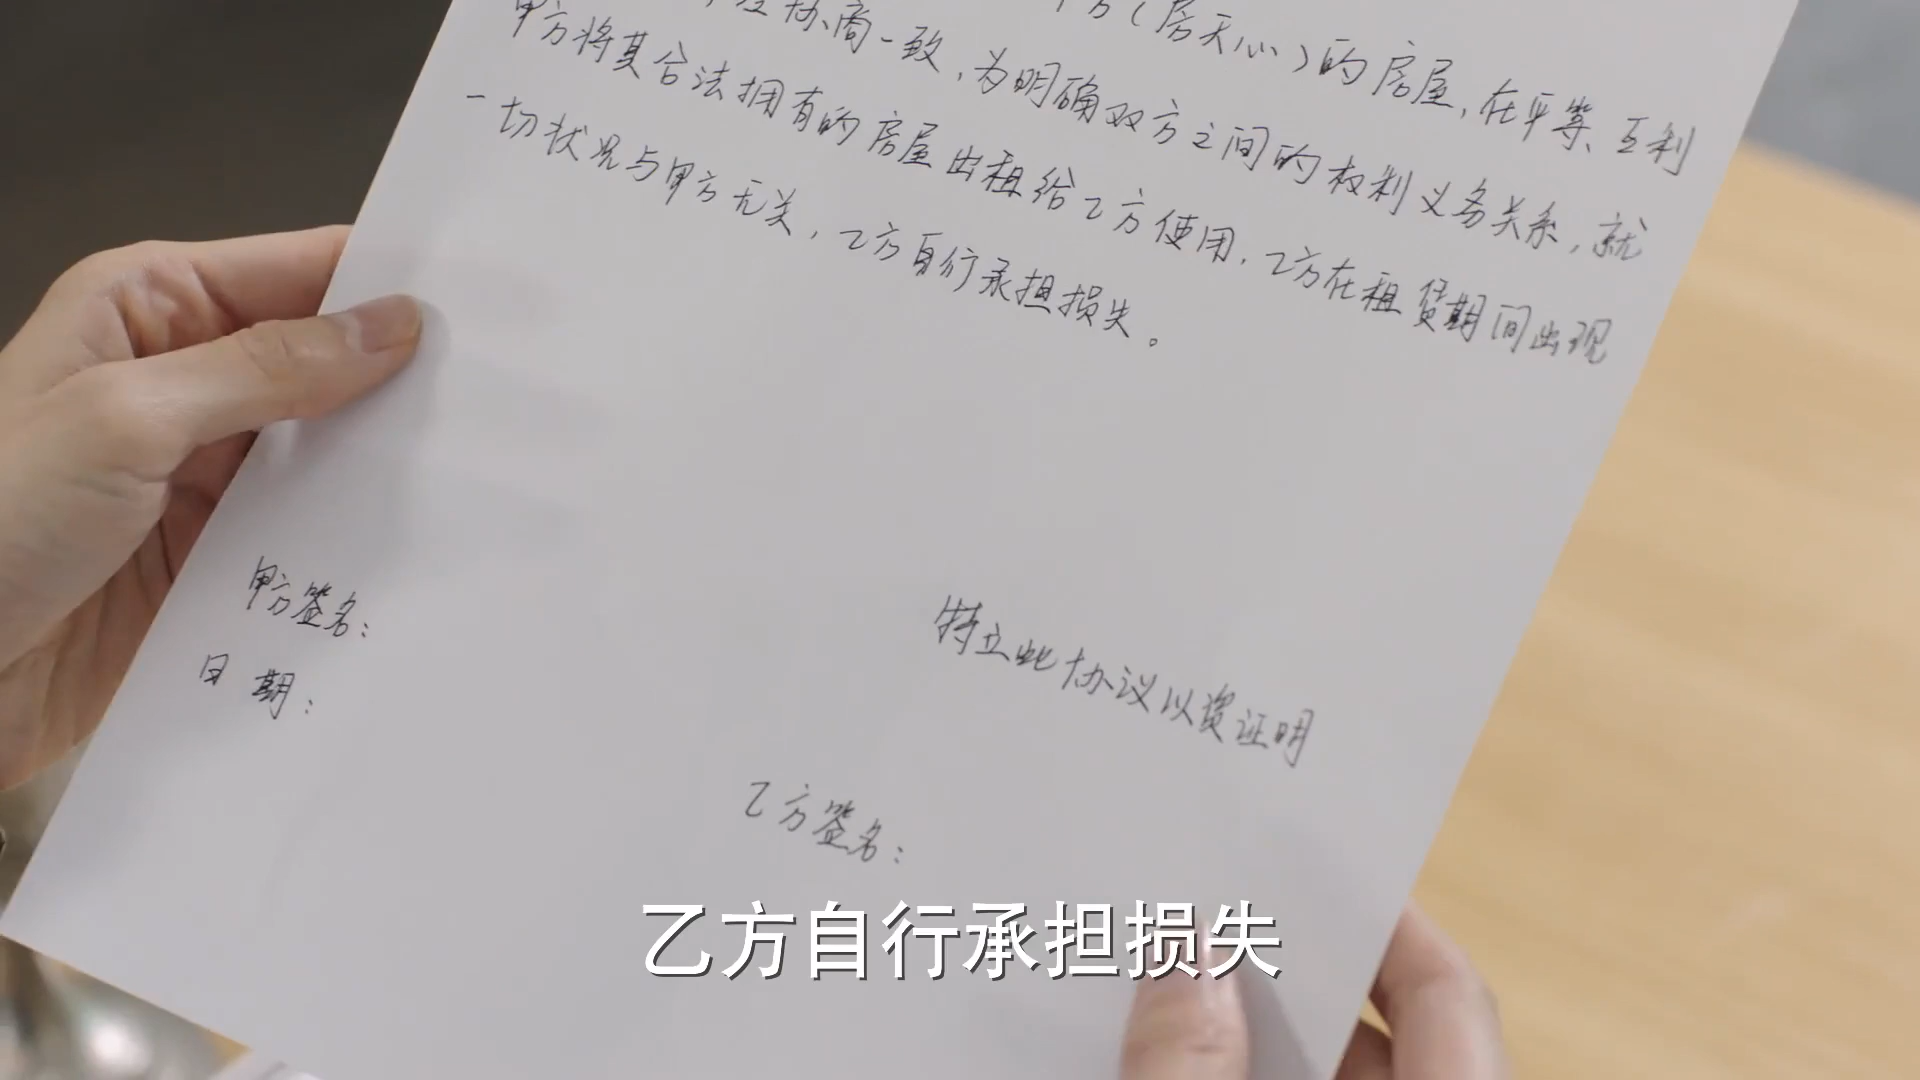 方（房天心）的房屋，在平等、互利
，经协商一致，为明确双方之间的权利义务关系，就
甲方将其合法拥有的房屋出租给乙方使用，乙方在租赁期间出现
一切状况与甲方无关，乙方自行承担损失。
特立此协议以资证明
甲方签名：
日期：
乙方签名：
乙方自行承担损失